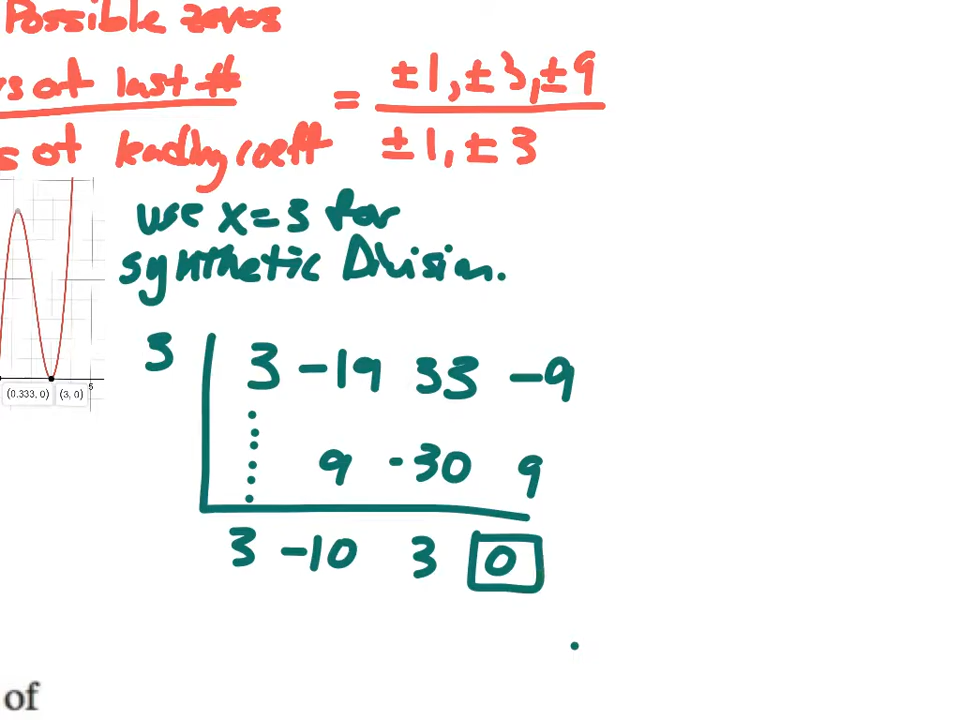 Possible zeros
rs of last # = ±1, ±3, ±9
s of leading coeff ±1, ± 3
use x=3 for
synthetic Division.
(0.333, 0) (3, 0) 5
3 3 -19 33 -9
9 -30 9
3 -10 3 0
of